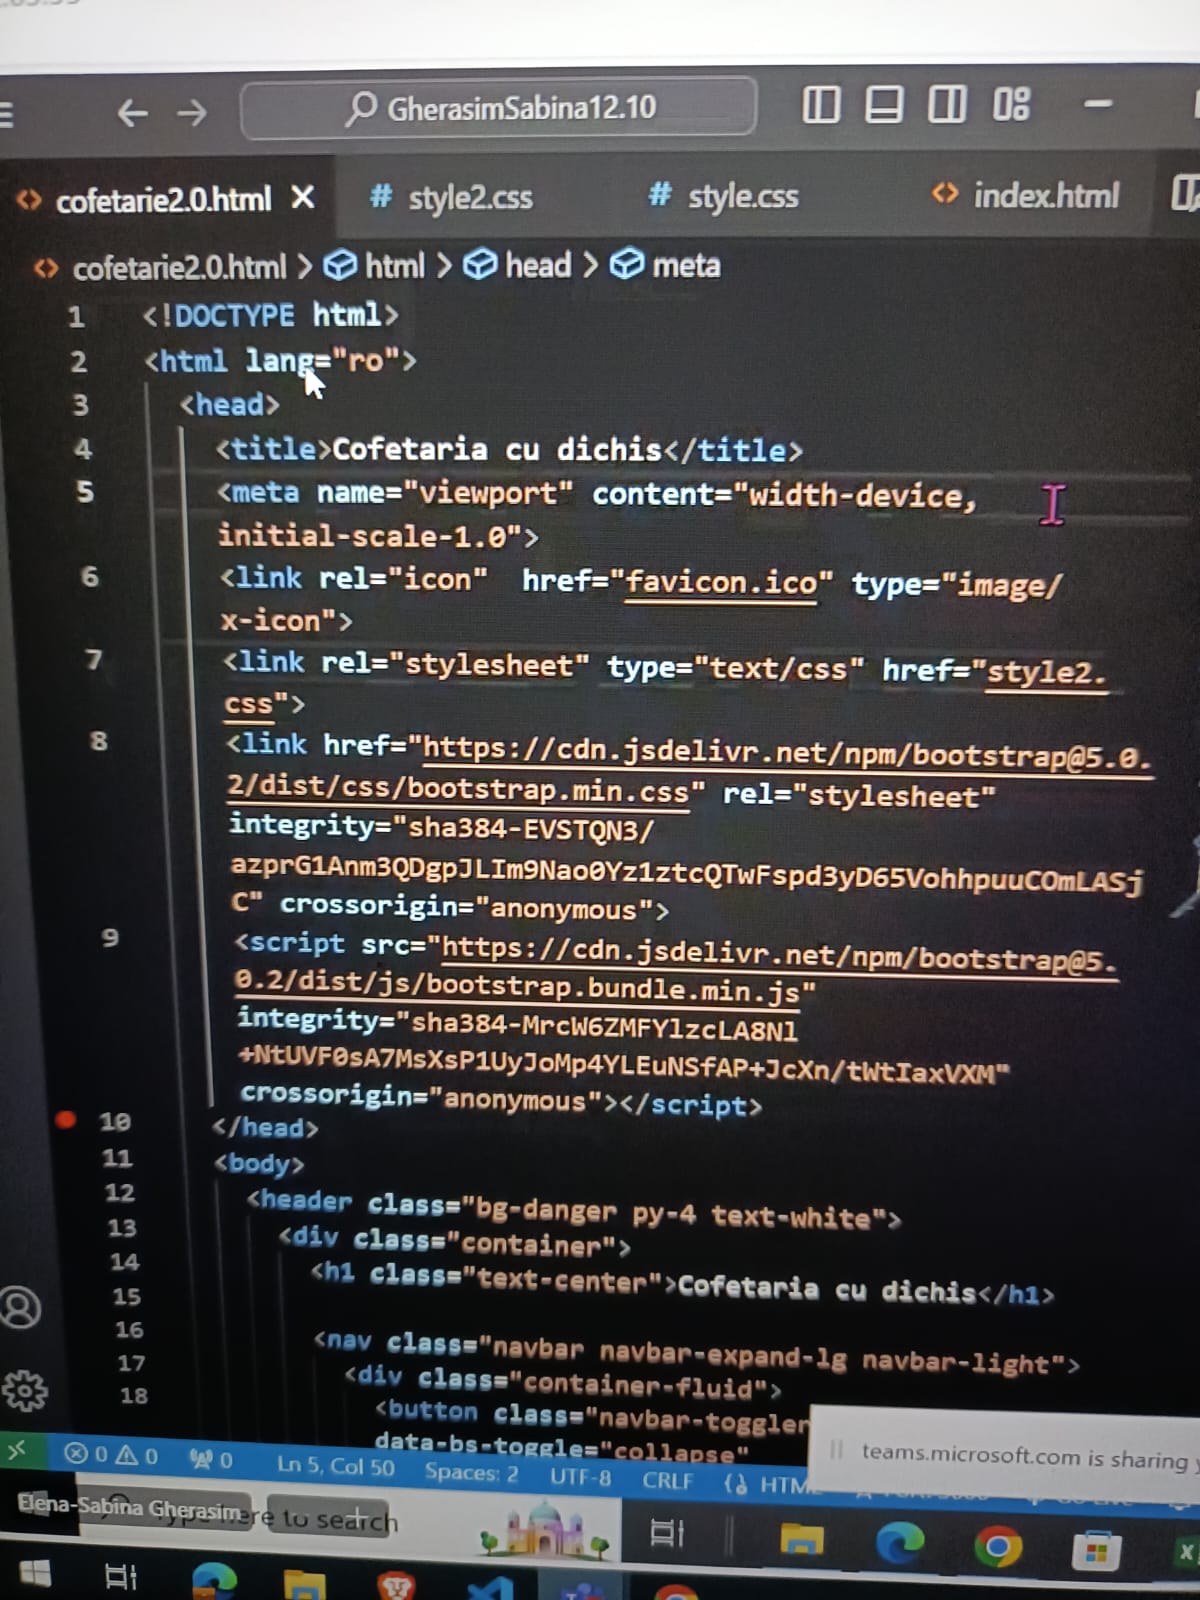 GherasimSabina12.10
cofetarie2.0.html
# style2.css
# style.css
index.html
cofetarie2.0.html > html > head > meta
1 <!DOCTYPE html>
2 <html lang="ro">
3 <head>
4 <title>Cofetaria cu dichis</title>
5 <meta name="viewport" content="width-device,
initial-scale-1.0">
6 <link rel="icon"  href="favicon.ico" type="image/
x-icon">
7 <link rel="stylesheet" type="text/css" href="style2.
css">
8 <link href="https://cdn.jsdelivr.net/npm/bootstrap@5.0.
2/dist/css/bootstrap.min.css" rel="stylesheet"
integrity="sha384-EVSTQN3/
azprG1Anm3QDgpJLIm9Nao0Yz1ztcQTwFspd3yD65VohhpuuCOmLASj
C" crossorigin="anonymous">
9 <script src="https://cdn.jsdelivr.net/npm/bootstrap@5.
0.2/dist/js/bootstrap.bundle.min.js"
integrity="sha384-MrcW6ZMFYlzcLA8Nl
+NtUVF0sA7MsXsP1UyJoMp4YLEuNSfAP+JcXn/tWtIaxVXM"
crossorigin="anonymous"></script>
10 </head>
11 <body>
12 <header class="bg-danger py-4 text-white">
13 <div class="container">
14 <h1 class="text-center">Cofetaria cu dichis</h1>
15
16 <nav class="navbar navbar-expand-lg navbar-light">
17 <div class="container-fluid">
18 <button class="navbar-toggler
data-bs-toggle="collapse"
teams.microsoft.com is sharing
0 0 0 Ln 5, Col 50 Spaces: 2 UTF-8 CRLF {} HTM
Elena-Sabina Gherasim
here to search